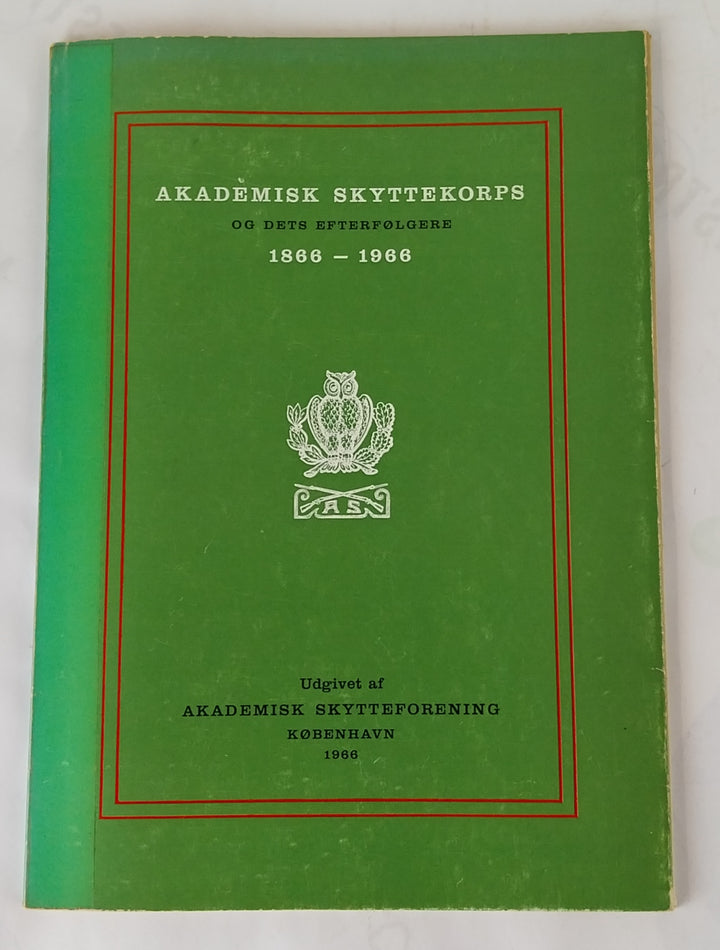 AKADEMISK SKYTTEKORPS
OG DETS EFTERFØLGERE
1866 – 1966
AS
Udgivet af
AKADEMISK SKYTTEFORENING
KØBENHAVN
1966